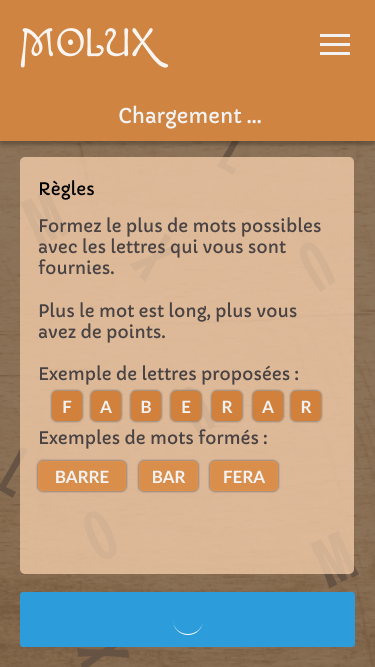 MOLUX
Chargement ...
Règles
Formez le plus de mots possibles
avec les lettres qui vous sont
fournies.
Plus le mot est long, plus vous
avez de points.
Exemple de lettres proposées :
F A B E R A R
Exemples de mots formés :
BARRE BAR FERA